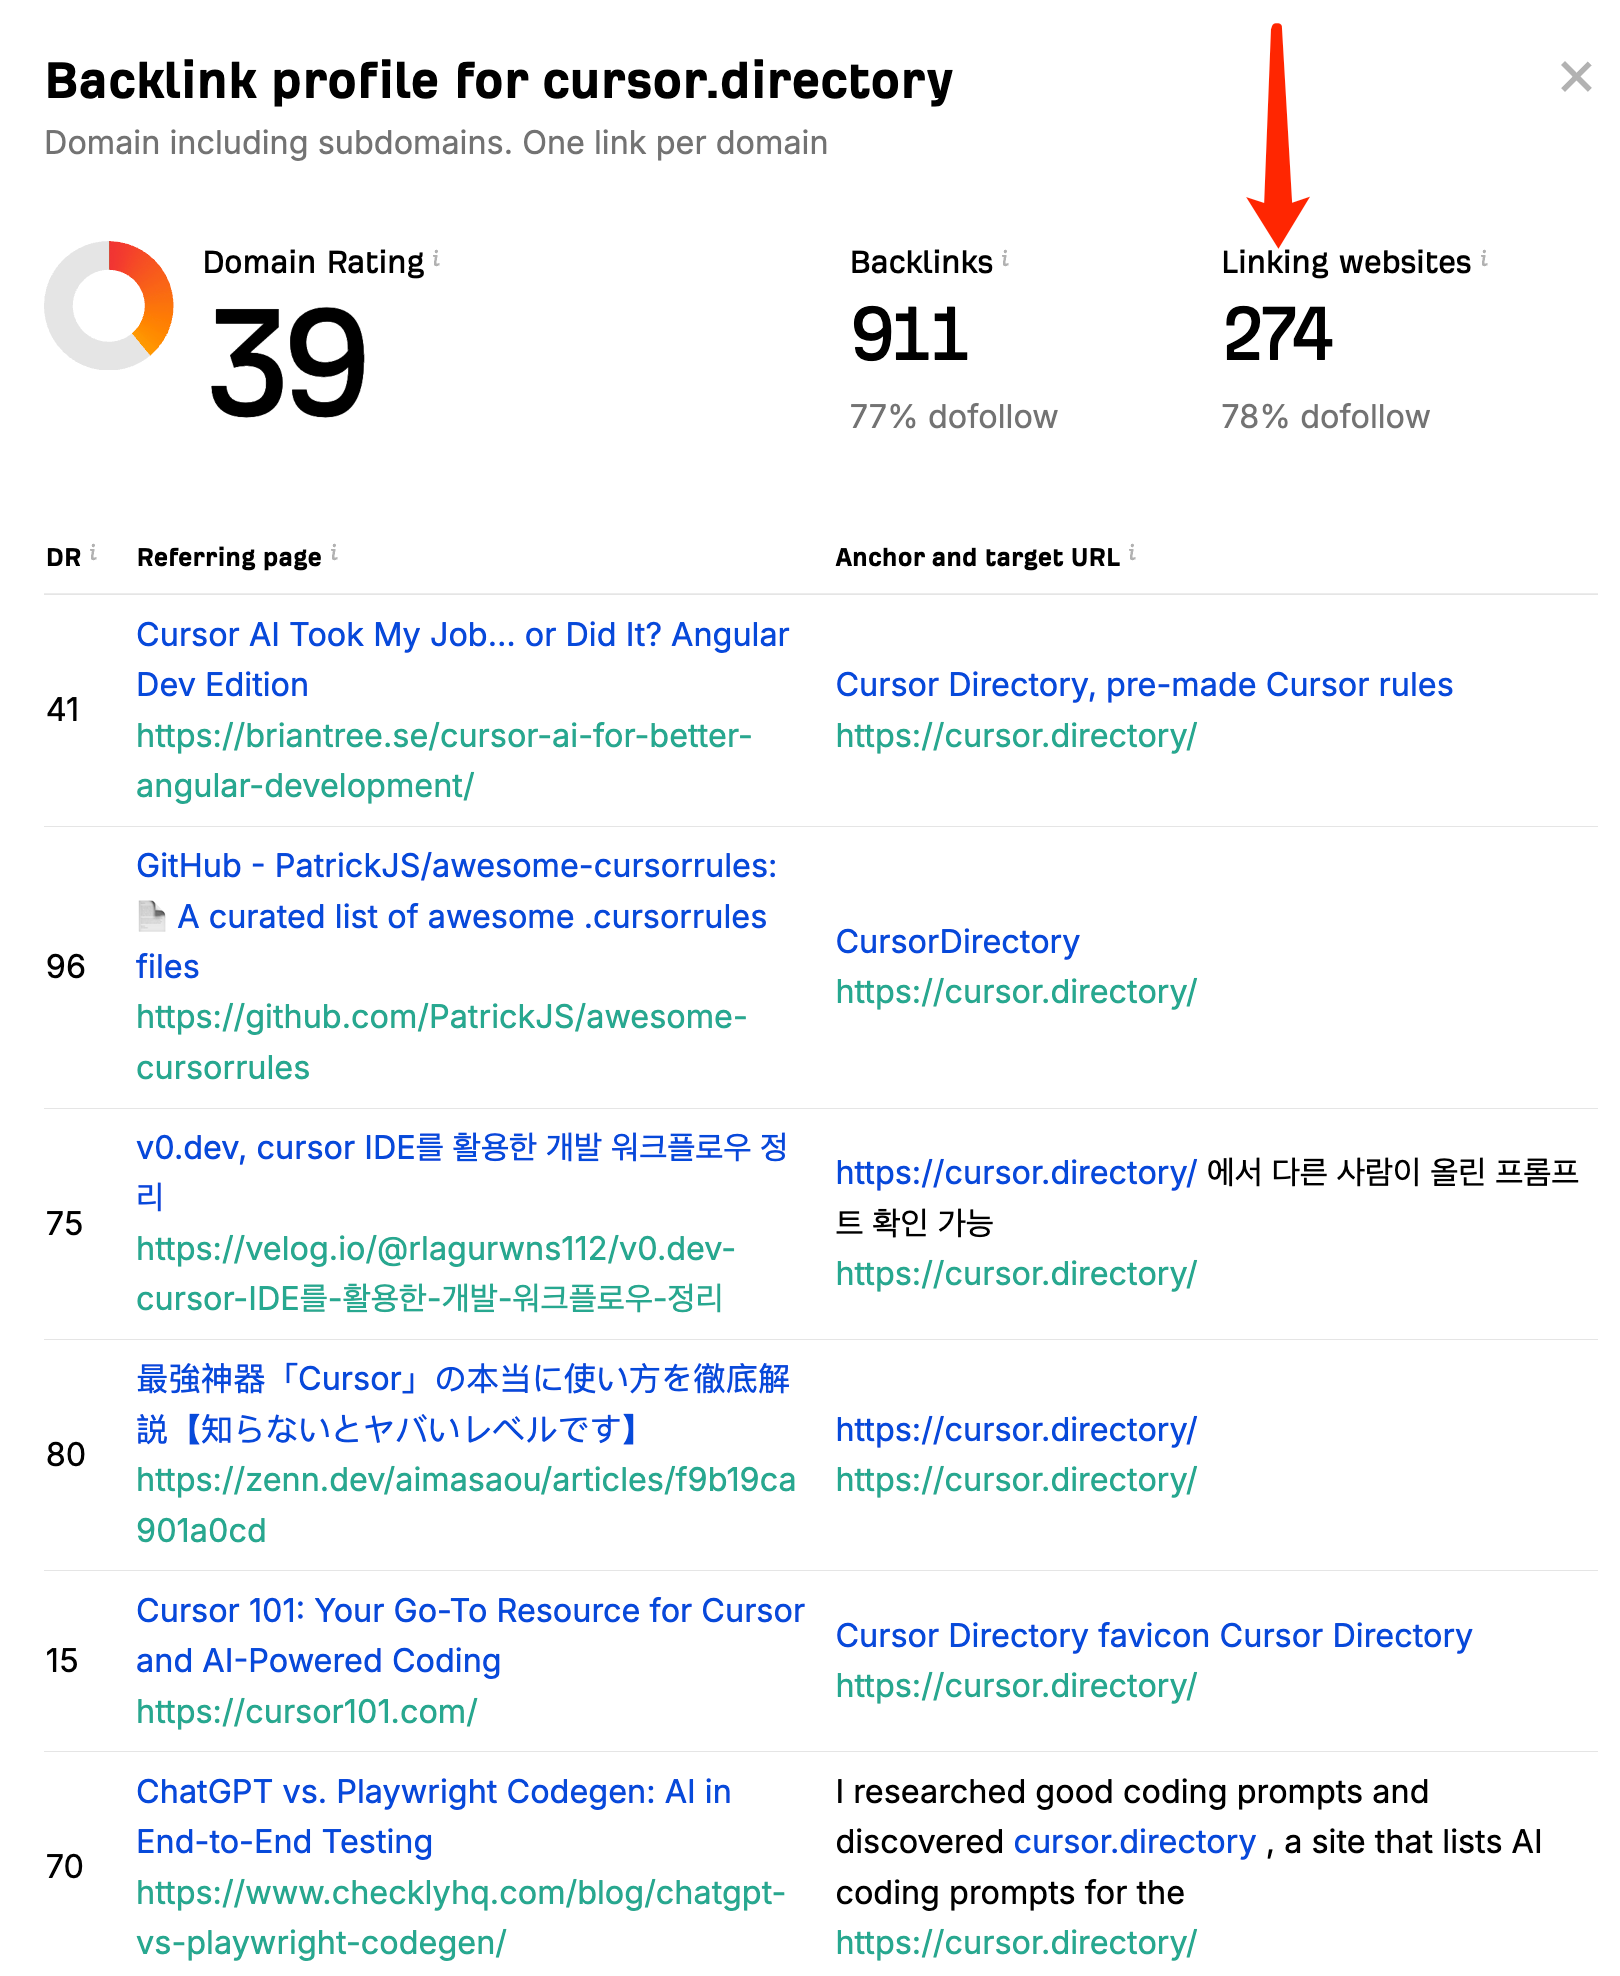 Backlink profile for cursor.directory
Domain including subdomains. One link per domain
Domain Rating i
39
Backlinks i
911
77% dofollow
Linking websites i
274
78% dofollow
DR i
Referring page i
Anchor and target URL i
41
Cursor AI Took My Job... or Did It? Angular
Dev Edition
https://briantree.se/cursor-ai-for-better-
angular-development/
Cursor Directory, pre-made Cursor rules
https://cursor.directory/
96
GitHub - PatrickJS/awesome-cursorrules:
📄 A curated list of awesome .cursorrules
files
https://github.com/PatrickJS/awesome-
cursorrules
CursorDirectory
https://cursor.directory/
75
v0.dev, cursor IDE를 활용한 개발 워크플로우 정
리
https://velog.io/@rlagurwns112/v0.dev-
cursor-IDE를-활용한-개발-워크플로우-정리
https://cursor.directory/ 에서 다른 사람이 올린 프롬프
트 확인 가능
https://cursor.directory/
80
最強神器「Cursor」の本当に使い方を徹底解
説【知らないとヤバいレベルです】
https://zenn.dev/aimasaou/articles/f9b19ca
901a0cd
https://cursor.directory/
https://cursor.directory/
15
Cursor 101: Your Go-To Resource for Cursor
and AI-Powered Coding
https://cursor101.com/
Cursor Directory favicon Cursor Directory
https://cursor.directory/
70
ChatGPT vs. Playwright Codegen: AI in
End-to-End Testing
https://www.checklyhq.com/blog/chatgpt-
vs-playwright-codegen/
I researched good coding prompts and
discovered cursor.directory , a site that lists AI
coding prompts for the
https://cursor.directory/